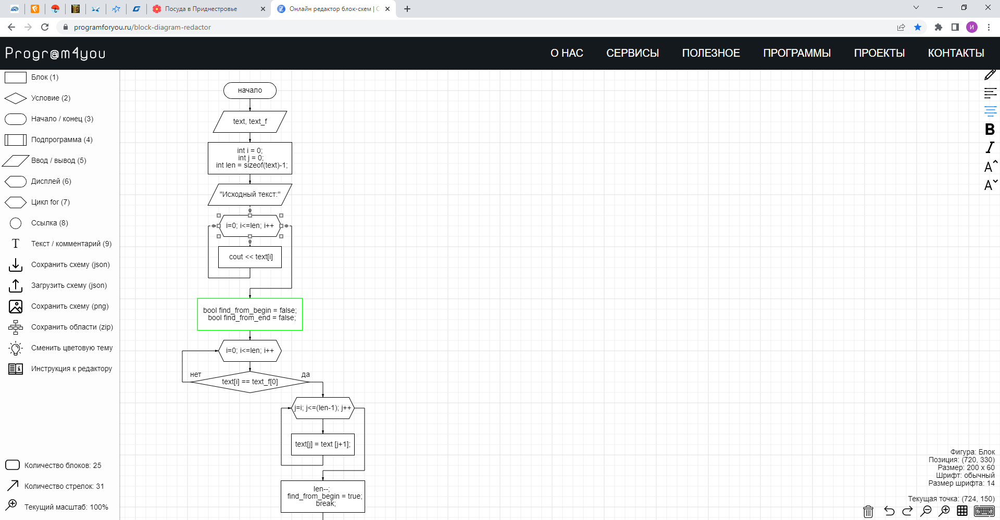 Посуда в Приднестровье
Онлайн редактор блок-схем | С
programforyou.ru/block-diagram-redactor
И
Progr@m4you
О НАС
СЕРВИСЫ
ПОЛЕЗНОЕ
ПРОГРАММЫ
ПРОЕКТЫ
КОНТАКТЫ
Блок (1)
Условие (2)
Начало / конец (3)
Подпрограмма (4)
Ввод / вывод (5)
Дисплей (6)
Цикл for (7)
Ссылка (8)
T Текст / комментарий (9)
Сохранить схему (json)
Загрузить схему (json)
Сохранить схему (png)
Сохранить области (zip)
Сменить цветовую тему
Инструкция к редактору
Количество блоков: 25
Количество стрелок: 31
Текущий масштаб: 100%
начало
text, text_f
int i = 0;
int j = 0;
int len = sizeof(text)-1;
"Исходный текст:"
i=0; i<=len; i++
cout << text[i]
bool find_from_begin = false;
bool find_from_end = false;
i=0; i<=len; i++
нет
да
text[i] == text_f[0]
j=i; j<=(len-1); j++
text[j] = text [j+1];
len--;
find_from_begin = true;
break;
B
I
A
A
Фигура: Блок
Позиция: (720, 330)
Размер: 200 x 60
Шрифт: обычный
Размер шрифта: 14
Текущая точка: (724, 150)